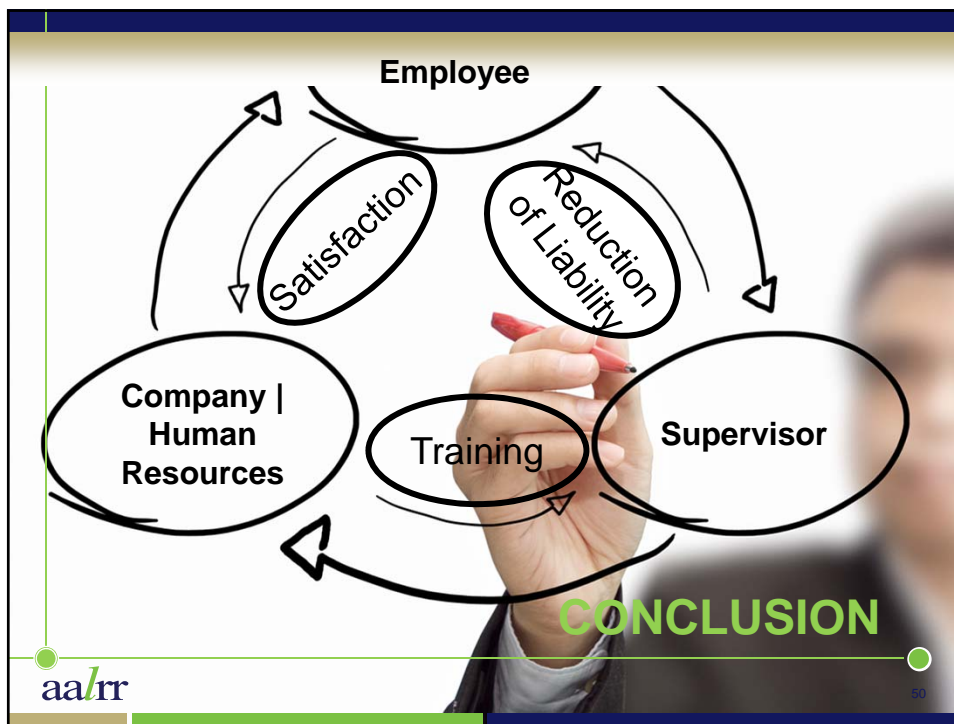 Employee
Satisfaction
Reduction
of Liability
Company |
Human
Resources
Training
Supervisor
CONCLUSION
aalrr
50